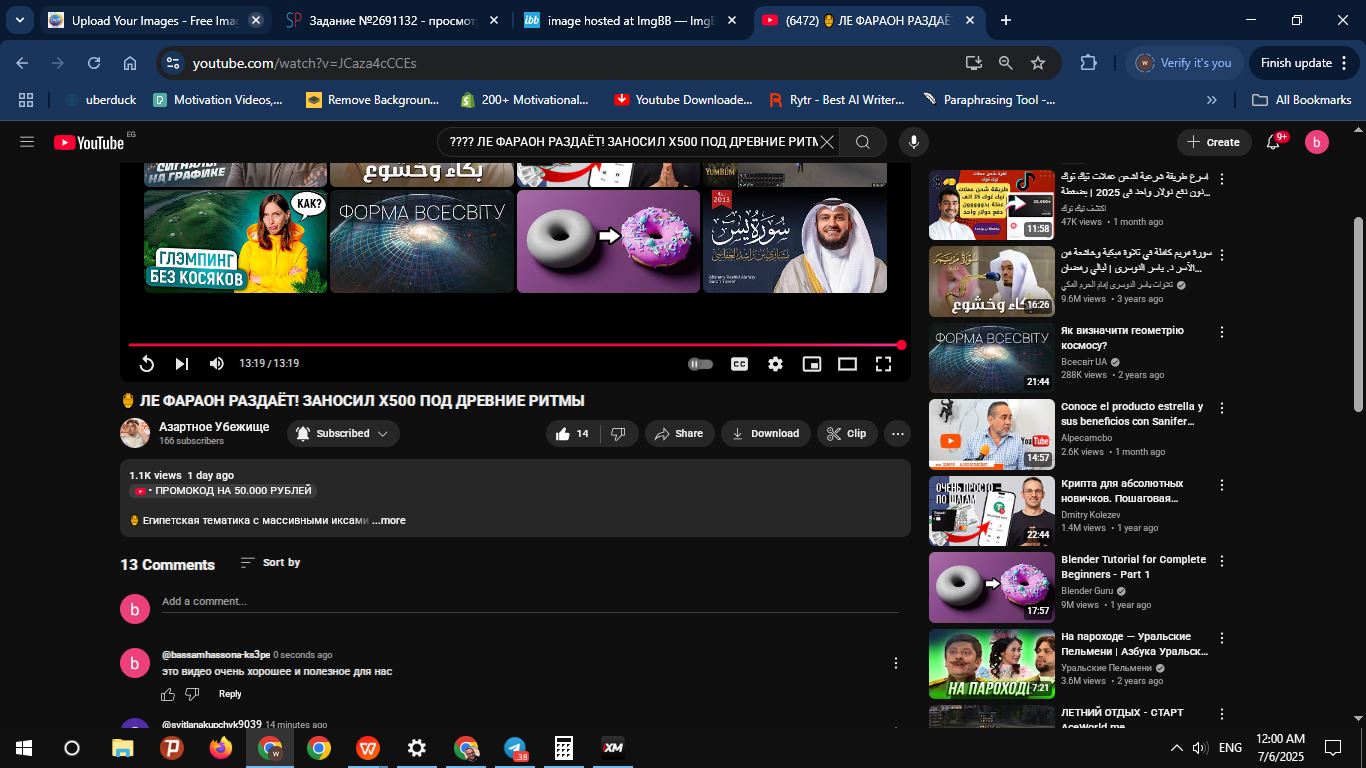 Upload Your Images - Free Imag
Задание №2691132 - просмот
image hosted at ImgBB — ImgB
(6472) ЛЕ ФАРАОН РАЗДАЁ
youtube.com/watch?v=JCaza4cCCEs
Verify it's you
Finish update
uberduck
Motivation Videos,...
Remove Backgroun...
200+ Motivational...
Youtube Downloade...
Rytr - Best AI Writer...
Paraphrasing Tool -...
All Bookmarks
YouTube EG
???? ЛЕ ФАРАОН РАЗДАЁТ! ЗАНОСИЛ X500 ПОД ДРЕВНИЕ РИТМ
Create
9+
b
СИГНАЛЫ
НА ГРАФИКЕ
بكاء وخشوع
YUMBUM
КАК?
ГЛЭМПИНГ
БЕЗ КОСЯКОВ
ФОРМА ВСЕСВІТУ
2013
سورة يس
Mishary Rashid Alafasy
13:19 / 13:19
CC
ЛЕ ФАРАОН РАЗДАЁТ! ЗАНОСИЛ X500 ПОД ДРЕВНИЕ РИТМЫ
Азартное Убежище
166 subscribers
Subscribed
14
Share
Download
Clip
1.1K views 1 day ago
• ПРОМОКОД НА 50.000 РУБЛЕЙ
Египетская тематика с массивными иксами ...more
13 Comments
Sort by
b
Add a comment...
b
@bassamhassona-ks3pe 0 seconds ago
это видео очень хорошее и полезное для нас
Reply
@svitlanakupchyk9039 14 minutes ago
11:58
اسرع طريقة شرعية لشحن عملات تيك توك
بدون دفع دولار واحد في 2025 | بضغطة...
اكتشف تيك توك
47K views • 1 month ago
بكاء وخشوع
16:26
سورة مريم كاملة في تلاوة مبكية وخاشعة من
الأسر د. ياسر الدوسري | ليالي رمضان...
تلاوات ياسر الدوسري إمام الحرم المكي
9.6M views • 3 years ago
ФОРМА ВСЕСВІТУ
21:44
Як визначити геометрію
космосу?
Всесвіт UA
288K views • 2 years ago
YouTube
14:57
Conoce el producto estrella y
sus beneficios con Sanifer...
Alpecamcbo
2.6K views • 1 month ago
ОЧЕНЬ ПРОСТО
ПО ШАГАМ
22:44
Крипта для абсолютных
новичков. Пошаговая...
Dmitry Kolezev
1.4M views • 1 year ago
17:57
Blender Tutorial for Complete
Beginners - Part 1
Blender Guru
9M views • 1 year ago
НА ПАРОХОДЕ
7:21
На пароходе — Уральские
Пельмени | Азбука Уральск...
Уральские Пельмени
3.6M views • 2 years ago
ЛЕТНИЙ ОТДЫХ - СТАРТ
AceWorld.me
38
XM
ENG
12:00 AM
7/6/2025